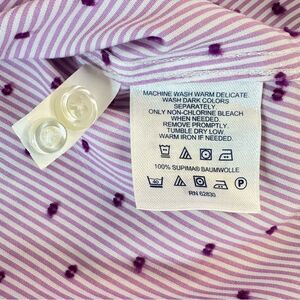 MACHINE WASH WARM DELICATE.
WASH DARK COLORS
SEPARATELY.
ONLY NON-CHLORINE BLEACH
WHEN NEEDED.
REMOVE PROMPTLY.
TUMBLE DRY LOW.
WARM IRON IF NEEDED.
100% SUPIMA® BAUMWOLLE
P
RN 62830